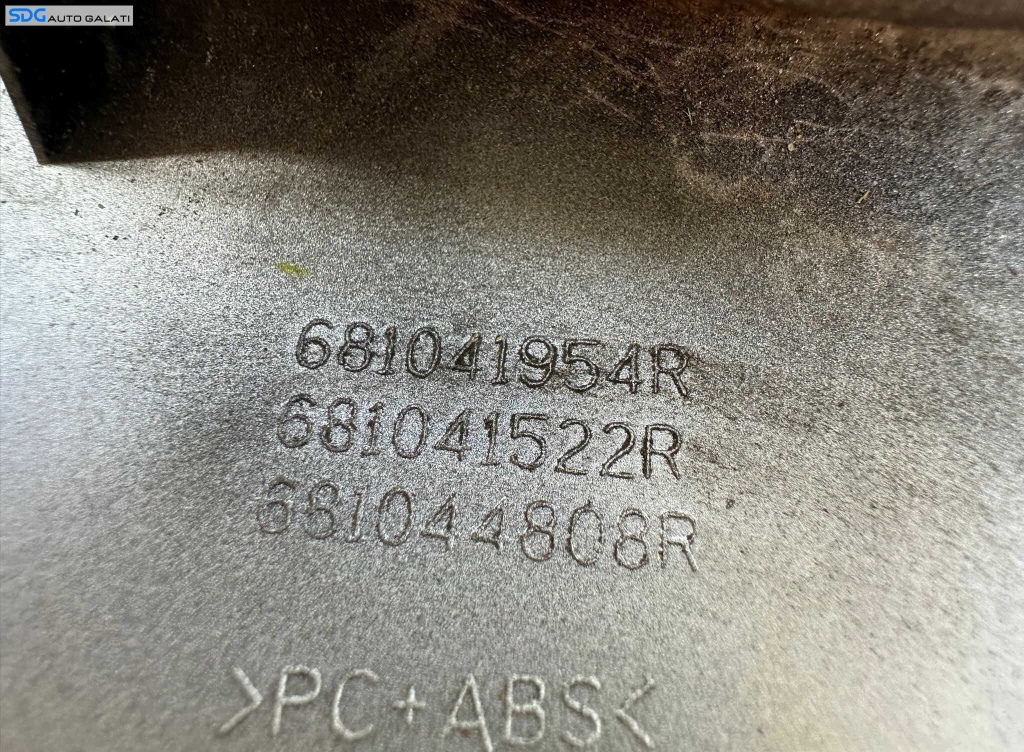 SDG AUTO GALATI
681041954R
681041522R
681044808R
>PC+ABS<